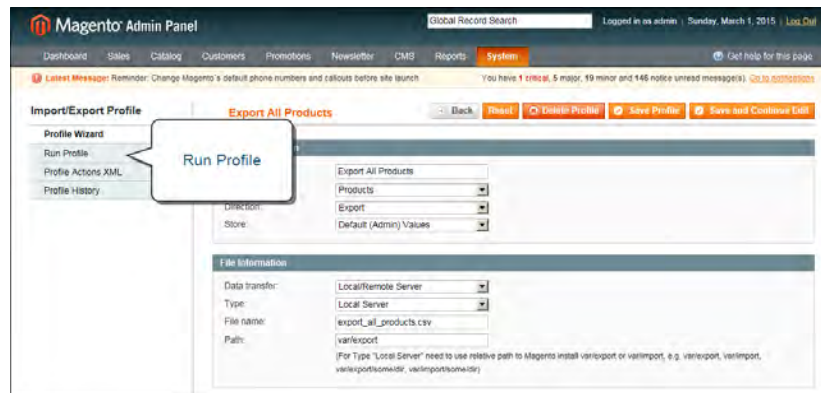 Magento Admin Panel
Global Record Search
Logged in as admin | Sunday, March 1, 2015 | Log Out
Dashboard Sales Catalog Customers Promotions Newsletter CMS Reports System
Get help for this page
Latest Message: Reminder: Change Magento's default phone numbers and callouts before site launch
You have 1 critical, 5 major, 19 minor and 146 notice unread message(s). Go to notifications
Import/Export Profile
Profile Wizard
Run Profile
Profile Actions XML
Profile History
Run Profile
Export All Products
Back Reset Delete Profile Save Profile Save and Continue Edit
Export All Products
Products
Direction: Export
Store: Default (Admin) Values
File Information
Data transfer: Local/Remote Server
Type: Local Server
File name: export_all_products.csv
Path: var/export
(For Type "Local Server" need to use relative path to Magento install var/export or var/import, e.g. var/export, var/import,
var/export/some/dir, var/import/some/dir)